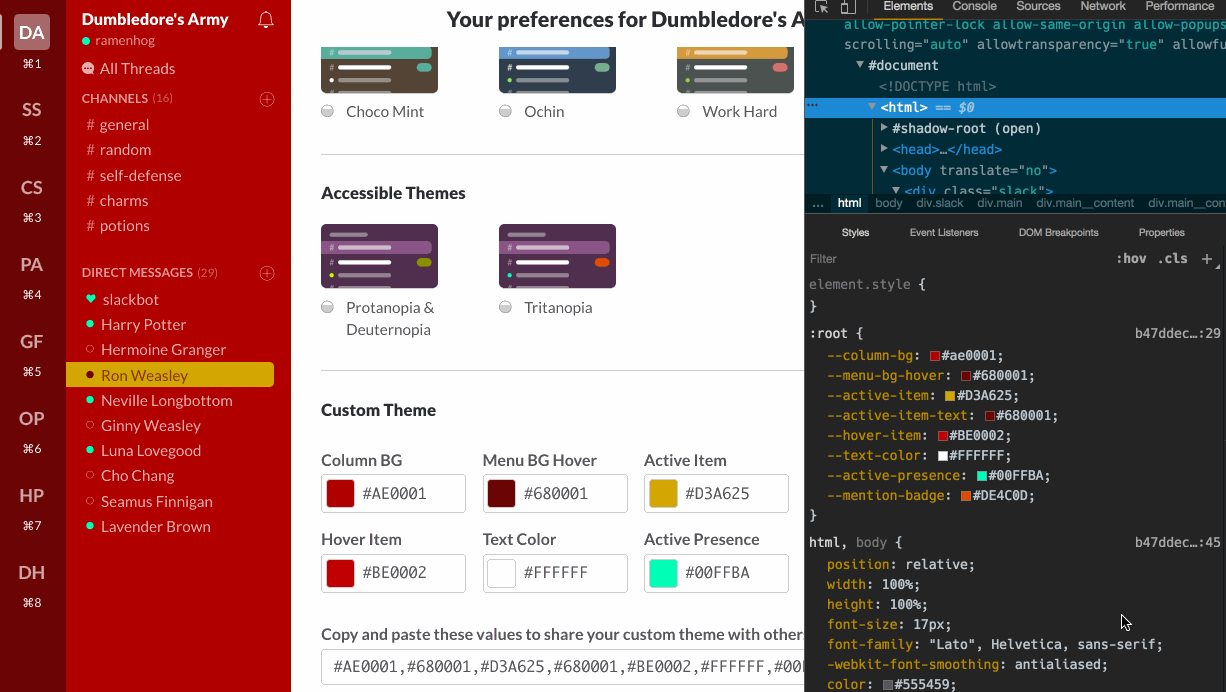 DA
⌘1
SS
⌘2
CS
⌘3
PA
⌘4
GF
⌘5
OP
⌘6
HP
⌘7
DH
⌘8
Dumbledore's Army
ramenhog
All Threads
CHANNELS (16)
# general
# random
# self-defense
# charms
# potions
DIRECT MESSAGES (29)
slackbot
Harry Potter
Hermoine Granger
Ron Weasley
Neville Longbottom
Ginny Weasley
Luna Lovegood
Cho Chang
Seamus Finnigan
Lavender Brown
Your preferences for Dumbledore's A
# # #
# # #
Choco Mint Ochin Work Hard
Accessible Themes
# #
# #
Protanopia & Deuternopia
Tritanopia
Custom Theme
Column BG Menu BG Hover Active Item
#AE0001 #680001 #D3A625
Hover Item Text Color Active Presence
#BE0002 #FFFFFF #00FFBA
Copy and paste these values to share your custom theme with others
#AE0001,#680001,#D3A625,#680001,#BE0002,#FFFFFF,#00F
Elements Console Sources Network Performance
allow-pointer-lock allow-same-origin allow-popups
scrolling="auto" allowtransparency="true" allowfu
▼ #document
<!DOCTYPE html>
… ▼ <html> == $0
▶ #shadow-root (open)
▶ <head>…</head>
▼ <body translate="no">
▼ <div class="slack">
… html body div.slack div.main div.main__content div.main__con
Styles Event Listeners DOM Breakpoints Properties
Filter :hov .cls +
element.style {
}
:root { b47ddec…:29
--column-bg: #ae0001;
--menu-bg-hover: #680001;
--active-item: #D3A625;
--active-item-text: #680001;
--hover-item: #BE0002;
--text-color: #FFFFFF;
--active-presence: #00FFBA;
--mention-badge: #DE4C0D;
}
html, body { b47ddec…:45
position: relative;
width: 100%;
height: 100%;
font-size: 17px;
font-family: "Lato", Helvetica, sans-serif;
-webkit-font-smoothing: antialiased;
color: #555459;